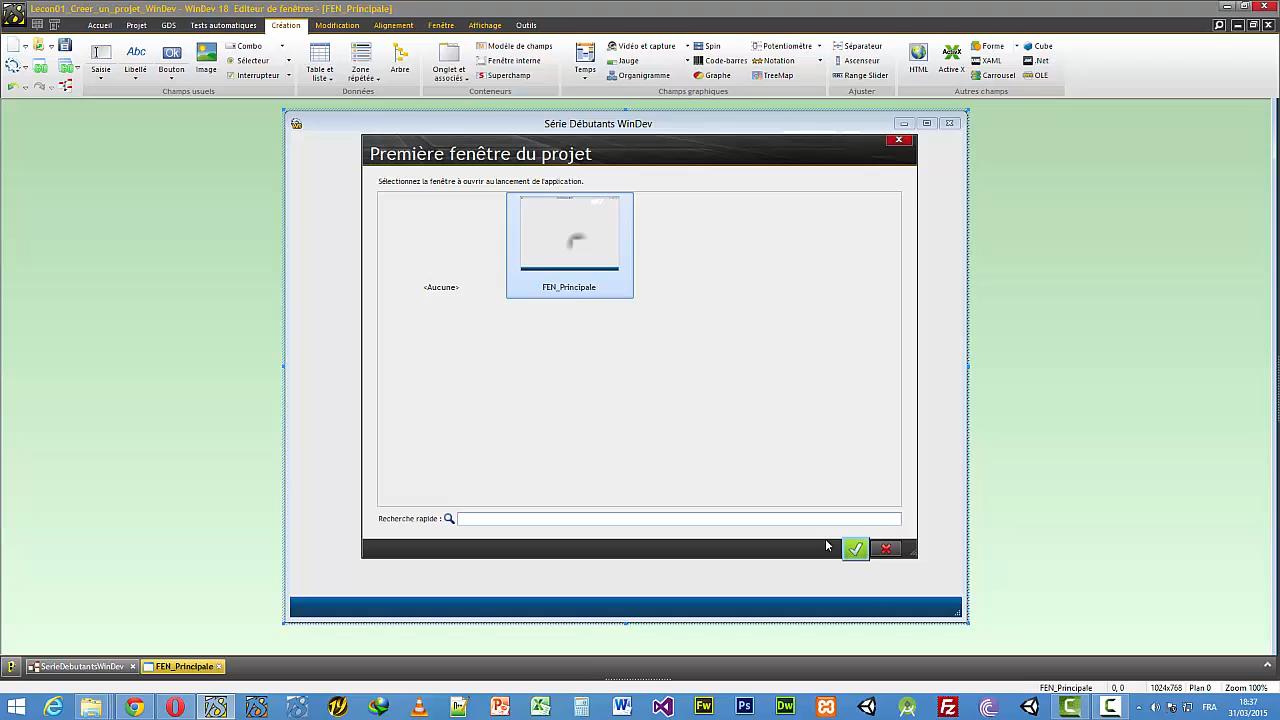 Lecon01_Creer_un_projet_WinDev - WinDev 18 Editeur de fenêtres - [FEN_Principale]
Accueil Projet GDS Tests automatiques Création Modification Alignement Fenêtre Affichage Outils
Saisie Abc Libellé Ok Bouton Image Combo Sélecteur Interrupteur
Table et liste Zone répétée Arbre
Onglet et associés Modèle de champs Fenêtre interne Superchamp
Temps Vidéo et capture Jauge Organigramme Spin Code-barres Graphe Potentiomètre Notation TreeMap
Séparateur Ascenseur Range Slider
HTML ActiveX Active X Forme XAML Carrousel Cube .Net OLE
Champs usuels Données Conteneurs Champs graphiques Ajuster Autres champs
Série Débutants WinDev
Première fenêtre du projet
Sélectionnez la fenêtre à ouvrir au lancement de l'application.
<Aucune> FEN_Principale
Recherche rapide :
SerieDebutantsWinDev FEN_Principale
FEN_Principale 0, 0 1024x768 Plan 0 Zoom 100%
FR 18:37
31/03/2015